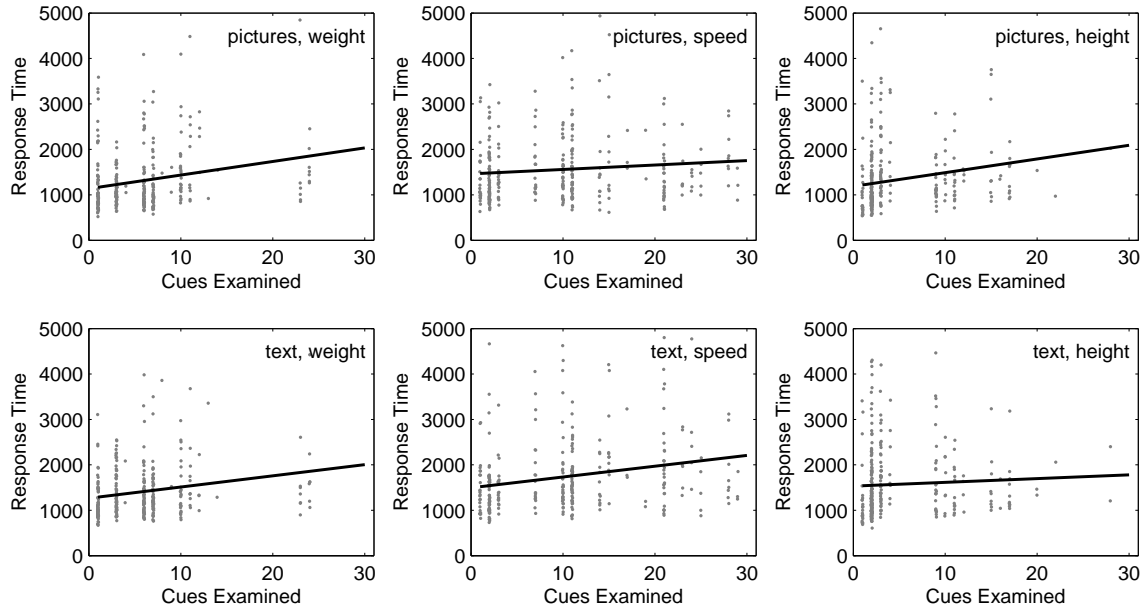 5000
pictures, weight
4000
3000
2000
1000
0
Response Time
0 10 20 30
Cues Examined
5000
pictures, speed
4000
3000
2000
1000
0
Response Time
0 10 20 30
Cues Examined
5000
pictures, height
4000
3000
2000
1000
0
Response Time
0 10 20 30
Cues Examined
5000
text, weight
4000
3000
2000
1000
0
Response Time
0 10 20 30
Cues Examined
5000
text, speed
4000
3000
2000
1000
0
Response Time
0 10 20 30
Cues Examined
5000
text, height
4000
3000
2000
1000
0
Response Time
0 10 20 30
Cues Examined